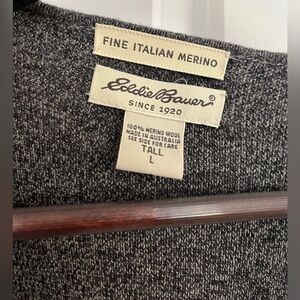 FINE ITALIAN MERINO
Eddie Bauer®
SINCE 1920
100% MERINO WOOL
MADE IN AUSTRALIA
SEE SIDE FOR CARE
TALL
L